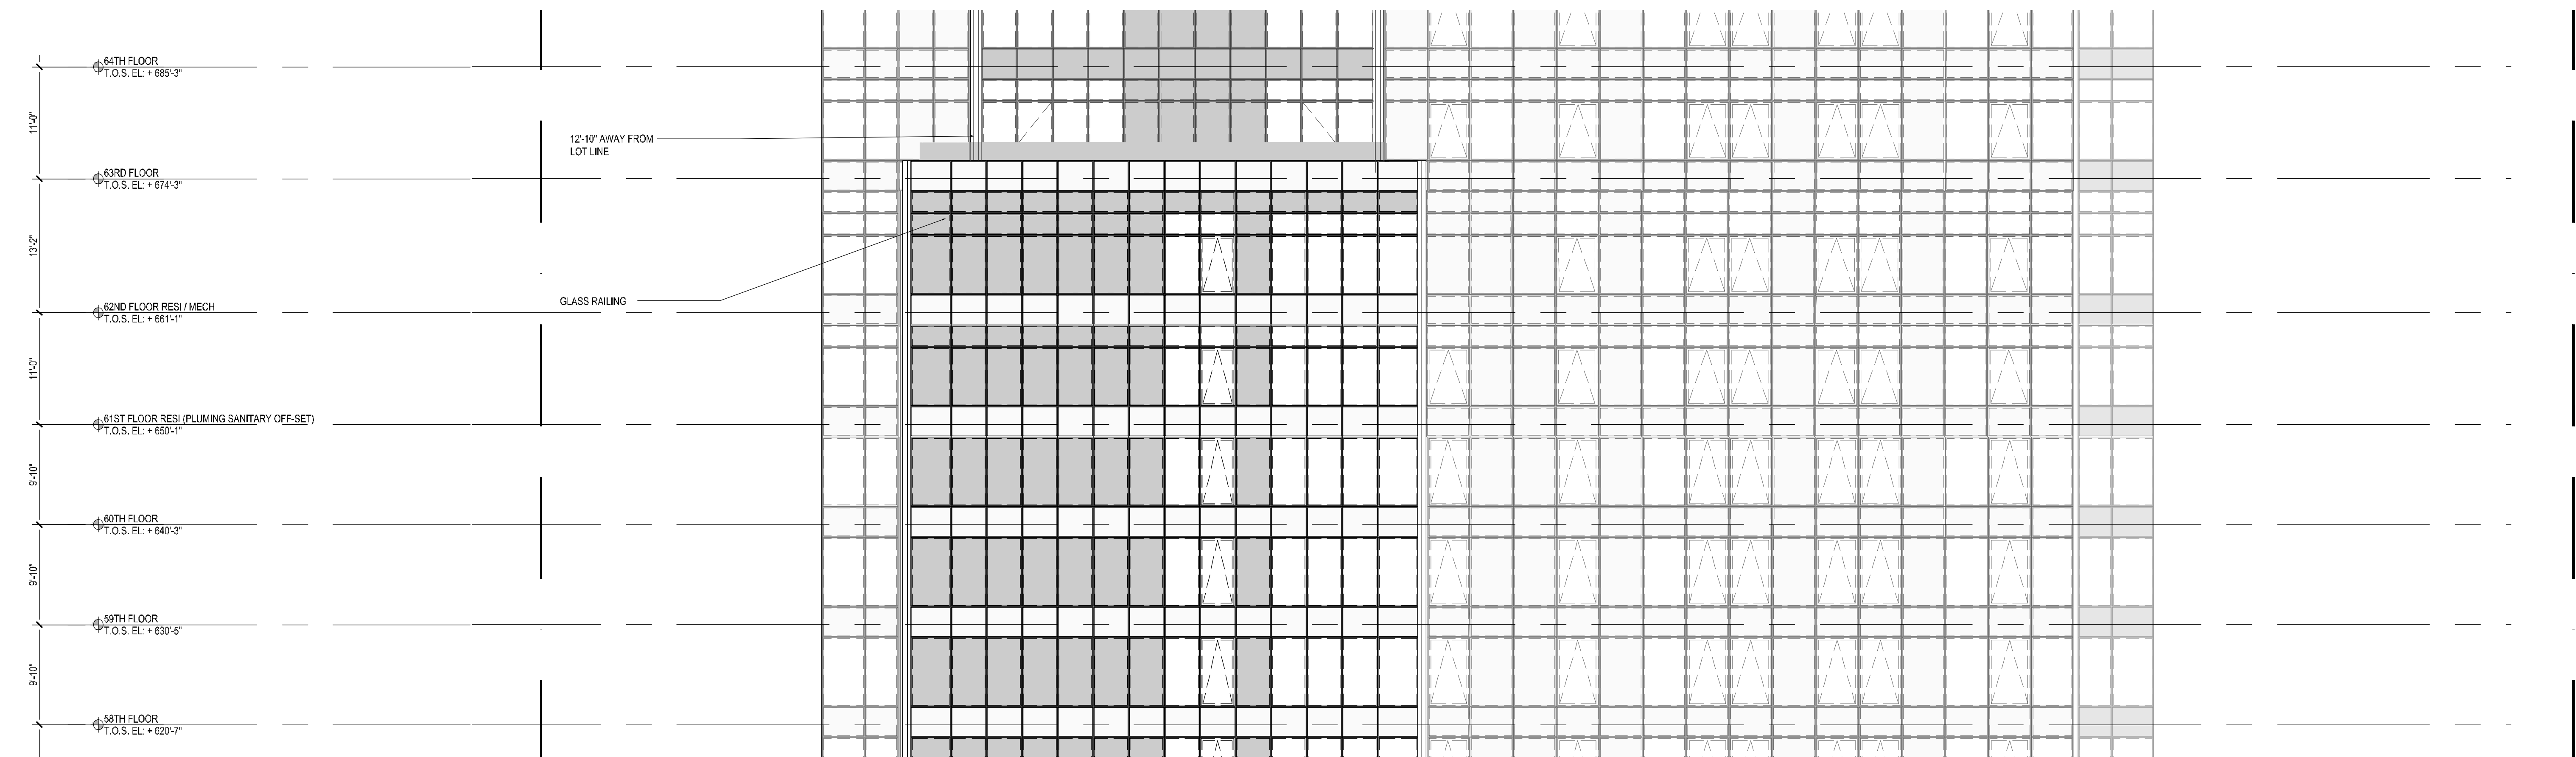 64TH FLOOR
T.O.S. EL: + 685'-3"
11'-0"
12'-10" AWAY FROM
LOT LINE
63RD FLOOR
T.O.S. EL: + 674'-3"
13'-2"
GLASS RAILING
62ND FLOOR RESI / MECH
T.O.S. EL: + 661'-1"
11'-0"
61ST FLOOR RESI (PLUMING SANITARY OFF-SET)
T.O.S. EL: + 650'-1"
9'-10"
60TH FLOOR
T.O.S. EL: + 640'-3"
9'-10"
59TH FLOOR
T.O.S. EL: + 630'-5"
9'-10"
58TH FLOOR
T.O.S. EL: + 620'-7"